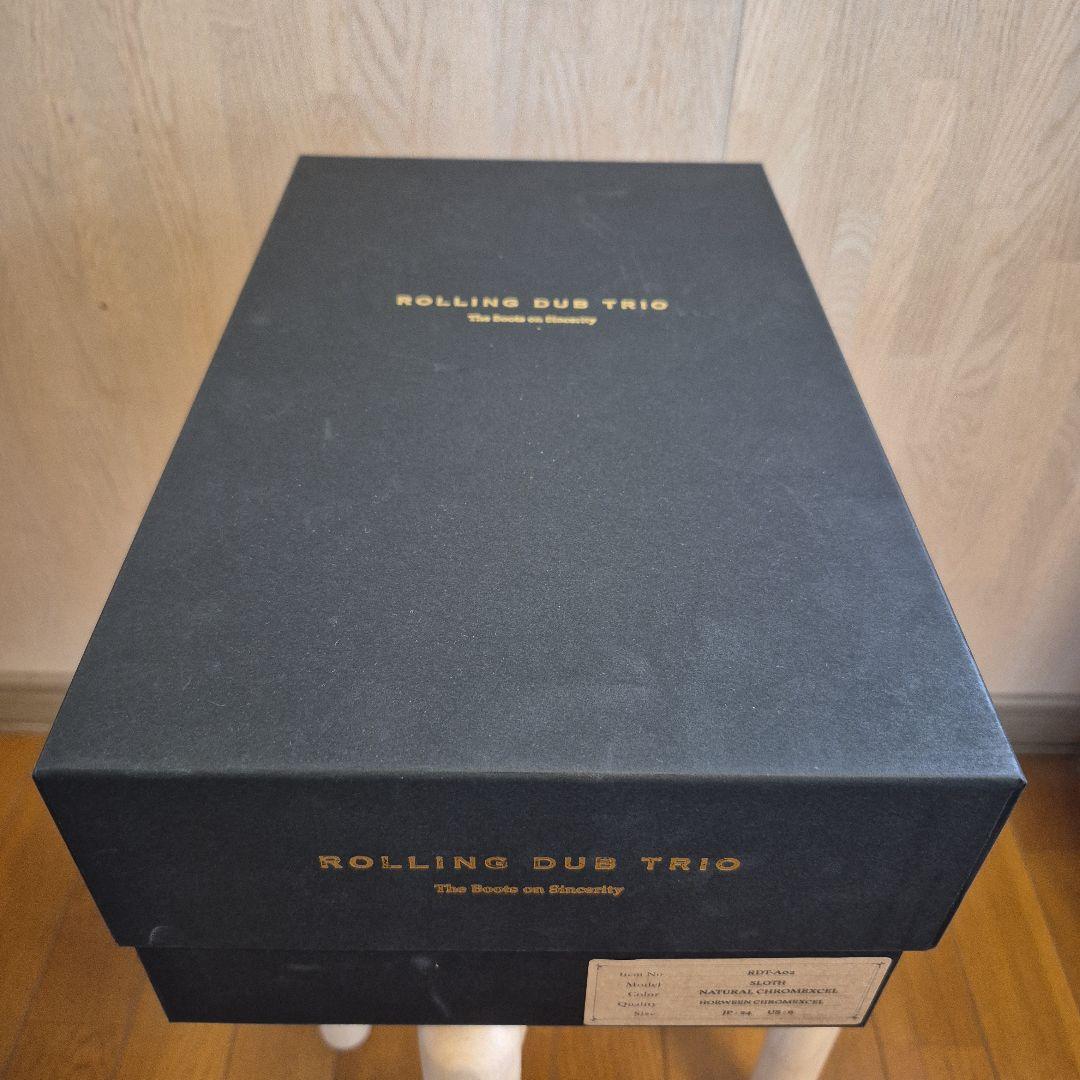 ROLLING DUB TRIO
The Boots on Sincerity
ROLLING DUB TRIO
The Boots on Sincerity
Item No RDT-A02
Model SLOTH
Color NATURAL CHROMEXCEL
Quality HORWEEN CHROMEXCEL
Size JP - 24 US - 6